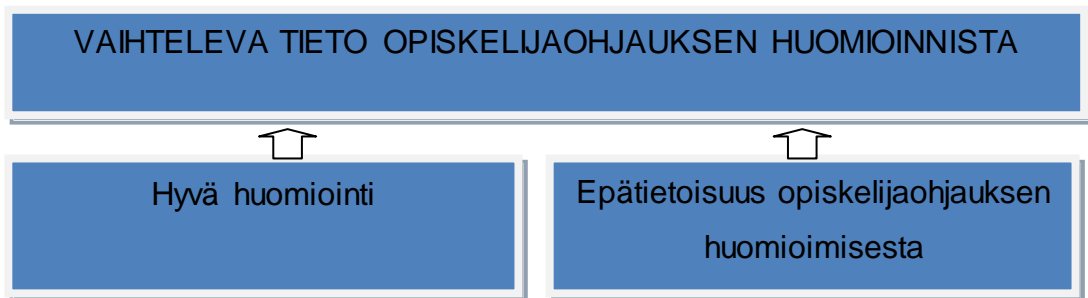 VAIHTELEVA TIETO OPISKELIJAOHJAUKSEN HUOMIOINNISTA
Hyvä huomiointi
Epätietoisuus opiskelijaohjauksen
huomioimisesta